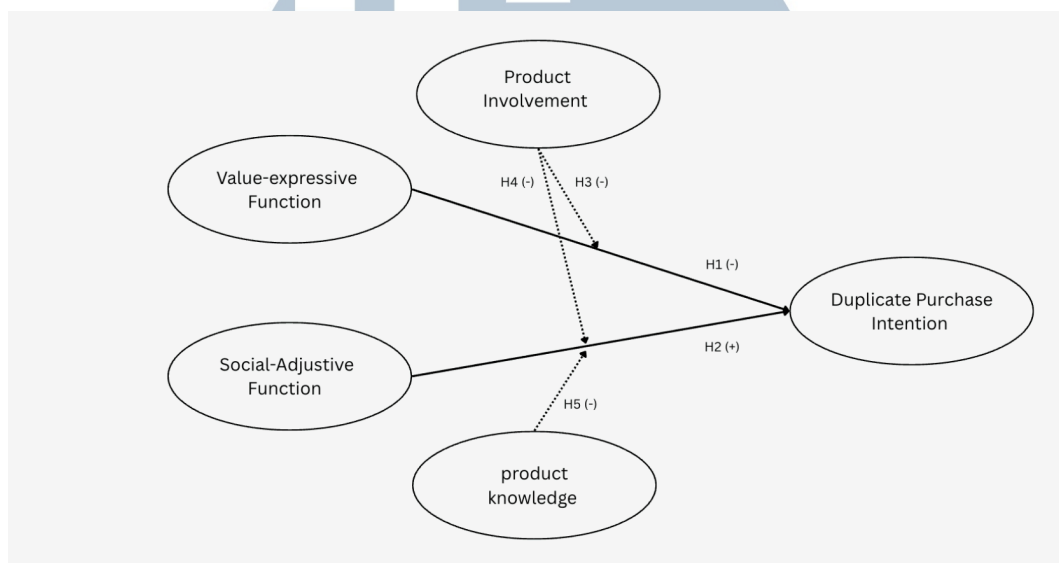 Product
Involvement
Value-expressive
Function
H4 (-)
H3 (-)
H1 (-)
Duplicate Purchase
Intention
Social-Adjustive
Function
H2 (+)
H5 (-)
product
knowledge